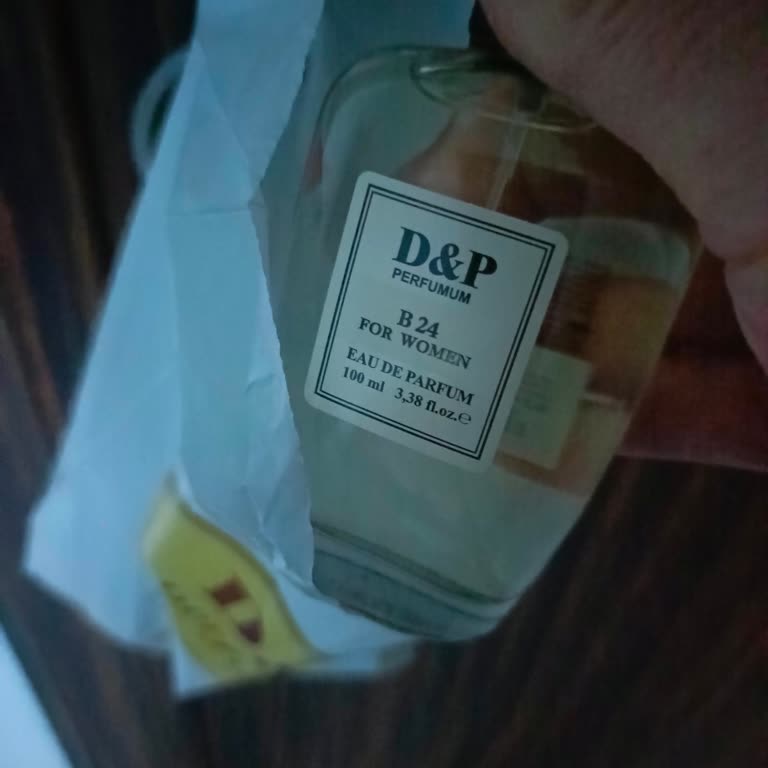 D&P
PERFUMUM
B 24
FOR WOMEN
EAU DE PARFUM
100 ml 3,38 fl.oz.℮